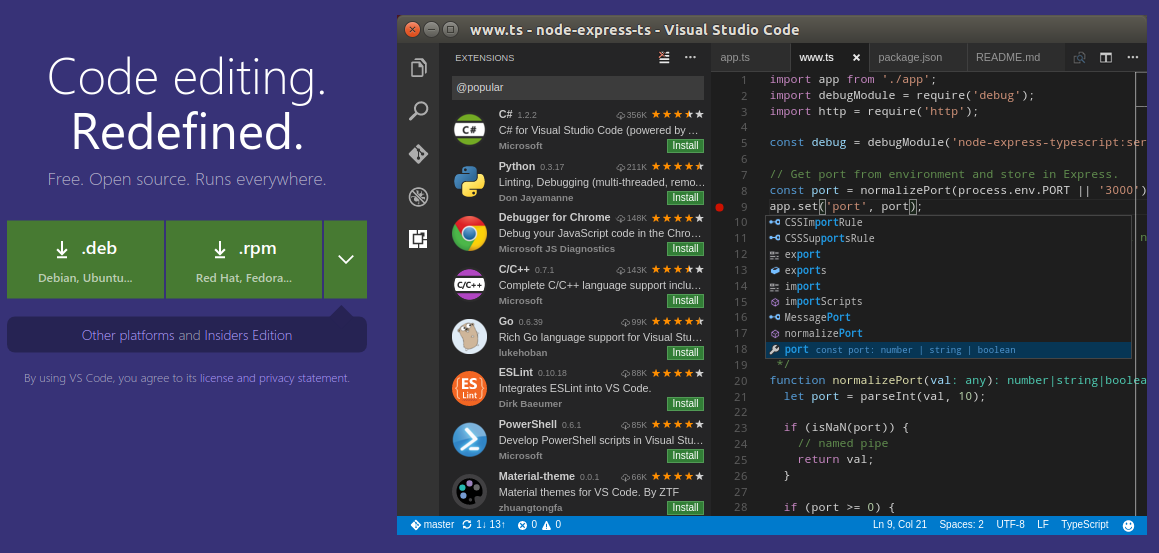 Code editing.
Redefined.
Free. Open source. Runs everywhere.
.deb
Debian, Ubuntu...
.rpm
Red Hat, Fedora...
Other platforms and Insiders Edition
By using VS Code, you agree to its license and privacy statement.
www.ts - node-express-ts - Visual Studio Code
EXTENSIONS
@popular
C# 1.2.2 356K
C# for Visual Studio Code (powered by ...
Microsoft Install
Python 0.3.17 211K
Linting, Debugging (multi-threaded, remo...
Don Jayamanne Install
Debugger for Chrome 148K
Debug your JavaScript code in the Chro...
Microsoft JS Diagnostics Install
C/C++ 0.7.1 143K
Complete C/C++ language support inclu...
Microsoft Install
Go 0.6.39 99K
Rich Go language support for Visual Stu...
lukehoban Install
ESLint 0.10.18 88K
Integrates ESLint into VS Code.
Dirk Baeumer Install
PowerShell 0.6.1 85K
Develop PowerShell scripts in Visual Stu...
Microsoft Install
Material-theme 0.0.1 66K
Material themes for VS Code. By ZTF
zhuangtongfa Install
C#
C/C++
ES
Lint
app.ts www.ts package.json README.md
1 import app from './app';
2 import debugModule = require('debug');
3 import http = require('http');
4
5 const debug = debugModule('node-express-typescript:ser
6
7 // Get port from environment and store in Express.
8 const port = normalizePort(process.env.PORT || '3000')
9 app.set('port', port);
10 CSSImportRule
11 CSSSupportsRule n
12 export
13 exports
14 import
15 importScripts
16 MessagePort
17 normalizePort
18 port const port: number | string | boolean
19 */
20 function normalizePort(val: any): number|string|boolea
21 let port = parseInt(val, 10);
22
23 if (isNaN(port)) {
24 // named pipe
25 return val;
26 }
27
28 if (port >= 0) {
master 1↓ 13↑ 0 0 Ln 9, Col 21 Spaces: 2 UTF-8 LF TypeScript